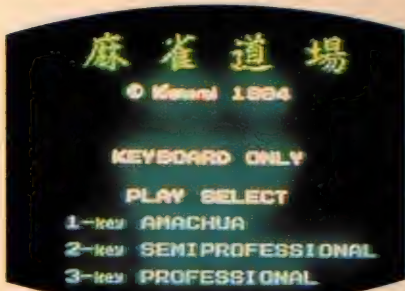 麻雀道場
© Konami 1984
KEYBOARD ONLY
PLAY SELECT
1-key AMACHUA
2-key SEMIPROFESSIONAL
3-key PROFESSIONAL